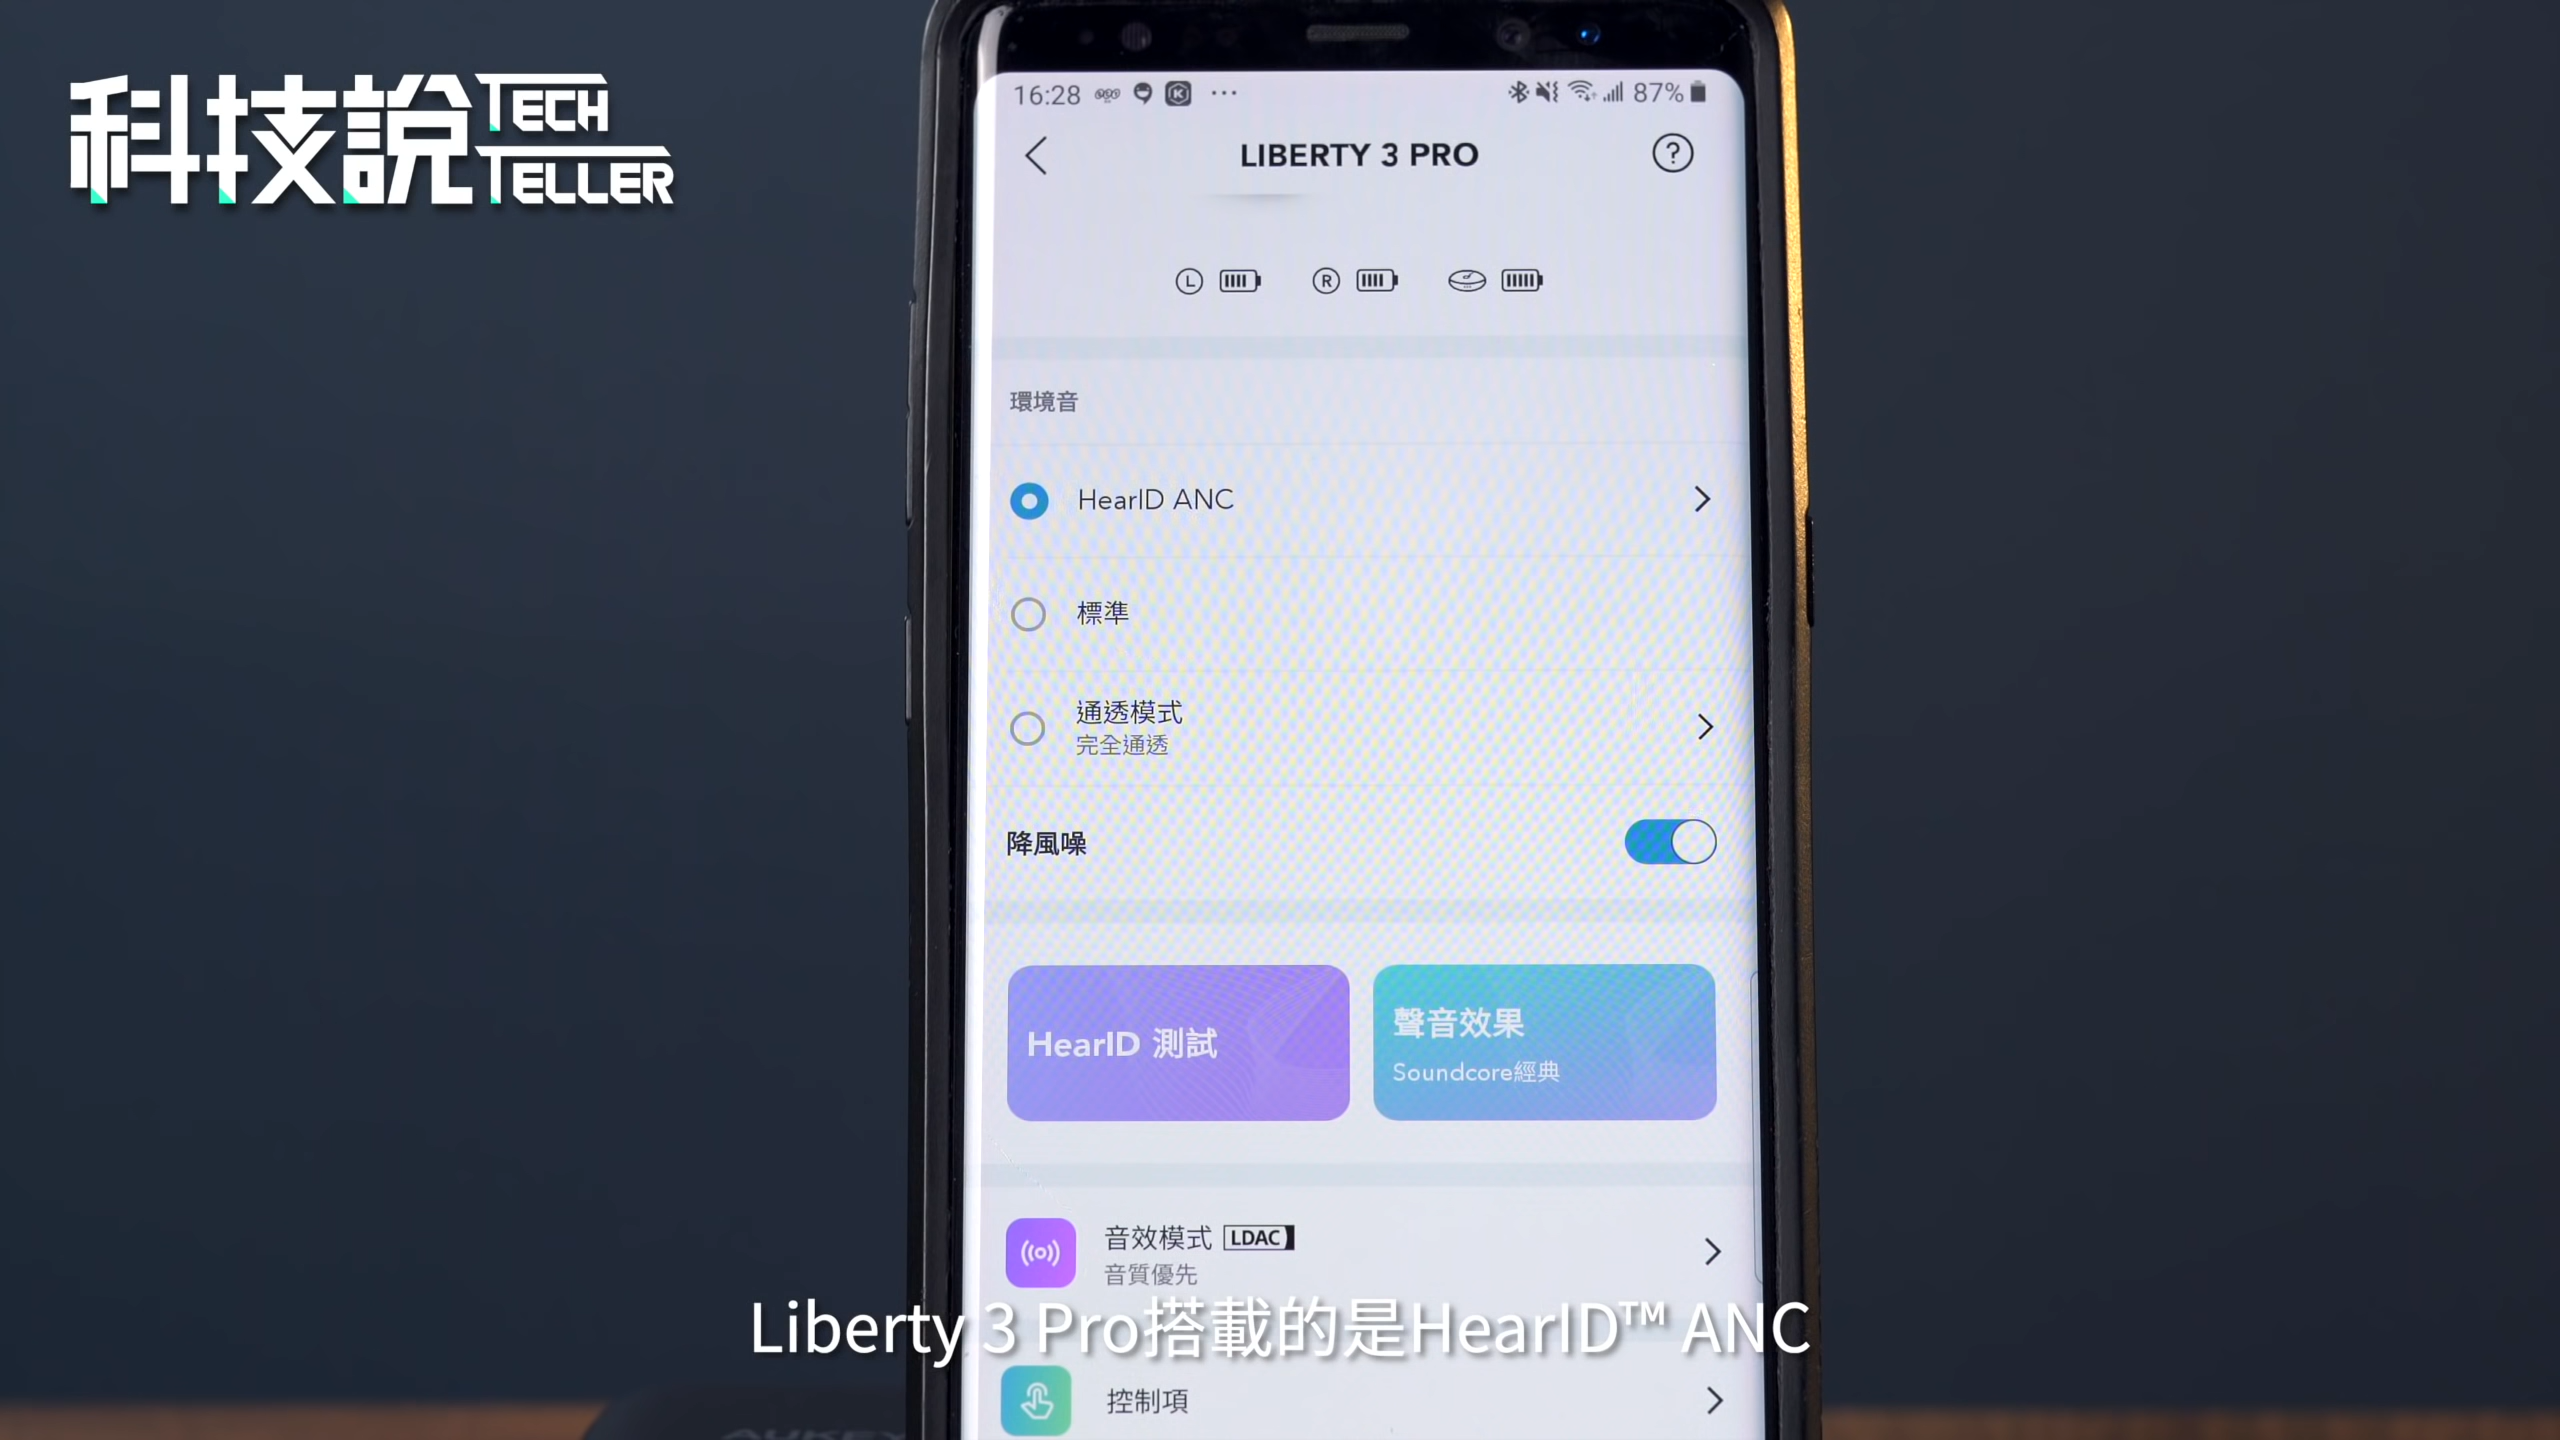 科技說 TECH TELLER
16:28 87%
LIBERTY 3 PRO
L R
環境音
HearID ANC
標準
通透模式
完全通透
降風噪
HearID 測試
聲音效果
Soundcore經典
音效模式 LDAC
音質優先
Liberty 3 Pro搭載的是HearID™ ANC
控制項
AUKEY